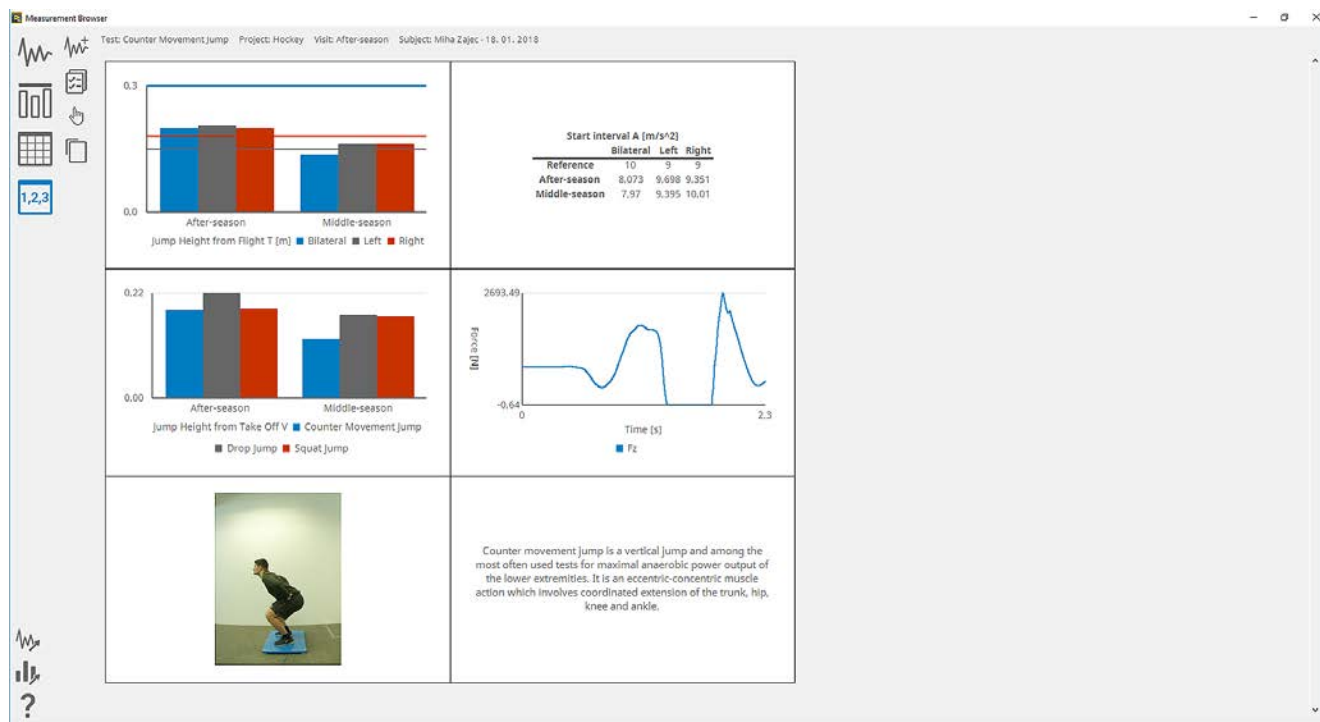 Measurement Browser
Test: Counter Movement Jump Project: Hockey Visit: After-season Subject: Miha Zajec - 18. 01. 2018
1,2,3
0.3
0.0
After-season Middle-season
Jump Height from Flight T [m] Bilateral Left Right
Start interval A [m/s^2]
Bilateral Left Right
Reference 10 9 9
After-season 8.073 9.698 9.351
Middle-season 7.97 9.395 10.01
0.22
0.00
After-season Middle-season
Jump Height from Take Off V Counter Movement Jump
Drop Jump Squat Jump
2693.49
Force [N]
-0.64
0 2.3
Time [s]
Fz
Counter movement jump is a vertical jump and among the
most often used tests for maximal anaerobic power output of
the lower extremities. It is an eccentric-concentric muscle
action which involves coordinated extension of the trunk, hip,
knee and ankle.
?